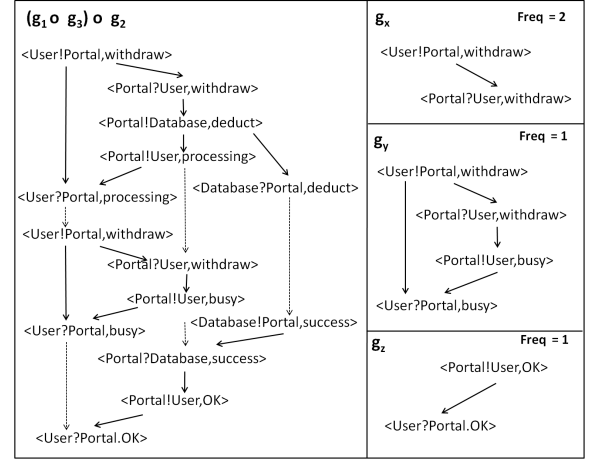 (g1 o g3) o g2
<User!Portal,withdraw>
<Portal?User,withdraw>
<Portal!Database,deduct>
<Portal!User,processing>
<Database?Portal,deduct>
<User?Portal,processing>
<User!Portal,withdraw>
<Portal?User,withdraw>
<Portal!User,busy>
<Database!Portal,success>
<User?Portal,busy>
<Portal?Database,success>
<Portal!User,OK>
<User?Portal.OK>
gx Freq = 2
<User!Portal,withdraw>
<Portal?User,withdraw>
gy Freq = 1
<User!Portal,withdraw>
<Portal?User,withdraw>
<Portal!User,busy>
<User?Portal,busy>
gz Freq = 1
<Portal!User,OK>
<User?Portal.OK>